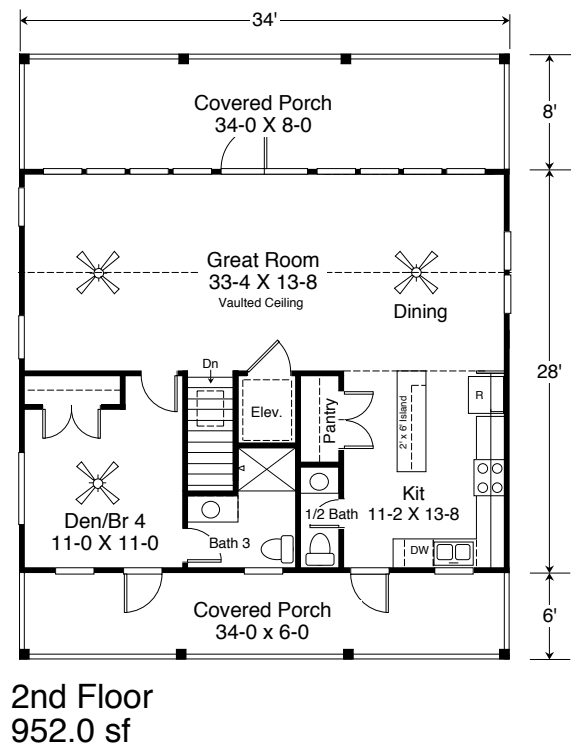 34'
Covered Porch
34-0 X 8-0
8'
Great Room
33-4 X 13-8
Vaulted Ceiling
Dining
Dn
28'
Elev.
Pantry
2' x 6' Island
R
Kit
11-2 X 13-8
1/2 Bath
Den/Br 4
11-0 X 11-0
Bath 3
DW
Covered Porch
34-0 x 6-0
6'
2nd Floor
952.0 sf